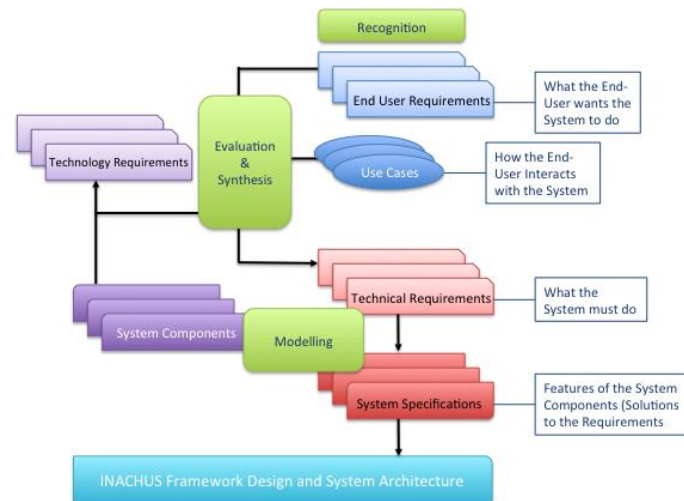 Recognition
End User Requirements
What the End-
User wants the
System to do
Evaluation
&
Synthesis
Technology Requirements
Use Cases
How the End-
User Interacts
with the System
Technical Requirements
What the
System must do
System Components
Modelling
System Specifications
Features of the System
Components (Solutions
to the Requirements
INACHUS Framework Design and System Architecture